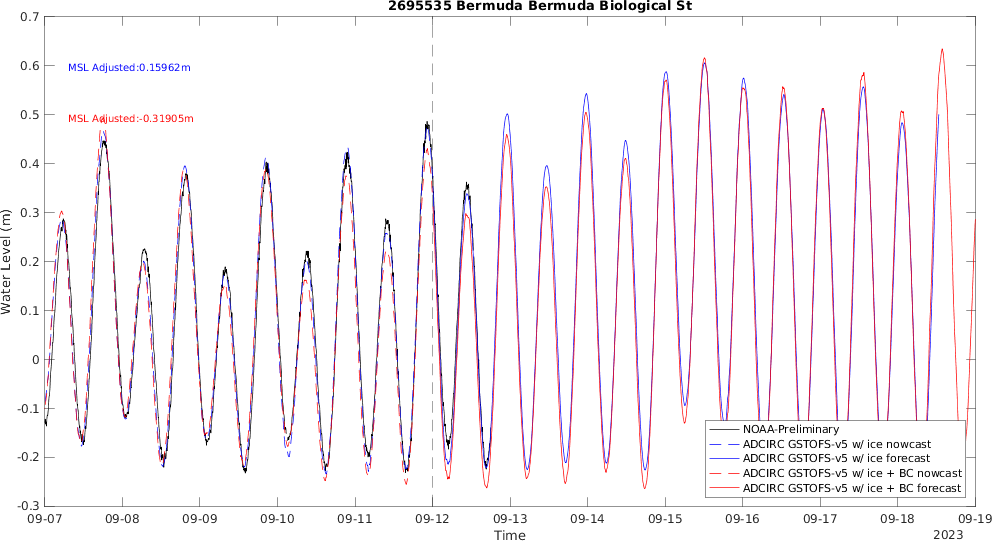 2695535 Bermuda Bermuda Biological St
0.7
0.6
0.5
0.4
0.3
0.2
0.1
0
-0.1
-0.2
-0.3
Water Level (m)
MSL Adjusted:0.15962m
MSL Adjusted:-0.31905m
NOAA-Preliminary
ADCIRC GSTOFS-v5 w/ ice nowcast
ADCIRC GSTOFS-v5 w/ ice forecast
ADCIRC GSTOFS-v5 w/ ice + BC nowcast
ADCIRC GSTOFS-v5 w/ ice + BC forecast
09-07 09-08 09-09 09-10 09-11 09-12 09-13 09-14 09-15 09-16 09-17 09-18 09-19
Time
2023